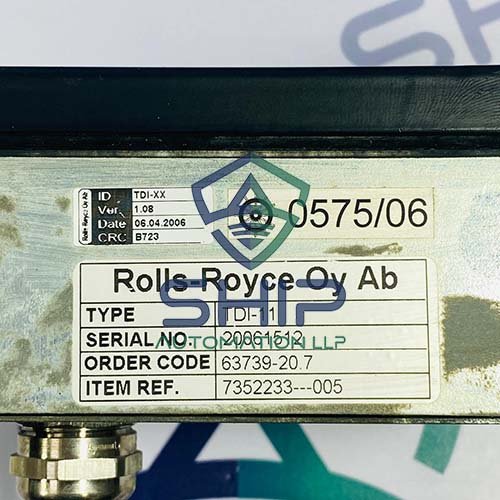 Rolls-Royce Oy Ab
ID TDI-XX
Ver. 1.08
Date 06.04.2006
CRC B723
0575/06
Rolls-Royce Oy Ab
TYPE TDI-11
SERIAL NO. 20061512
ORDER CODE 63739-20.7
ITEM REF. 7352233---005
SHIP
AUTOMATION LLP